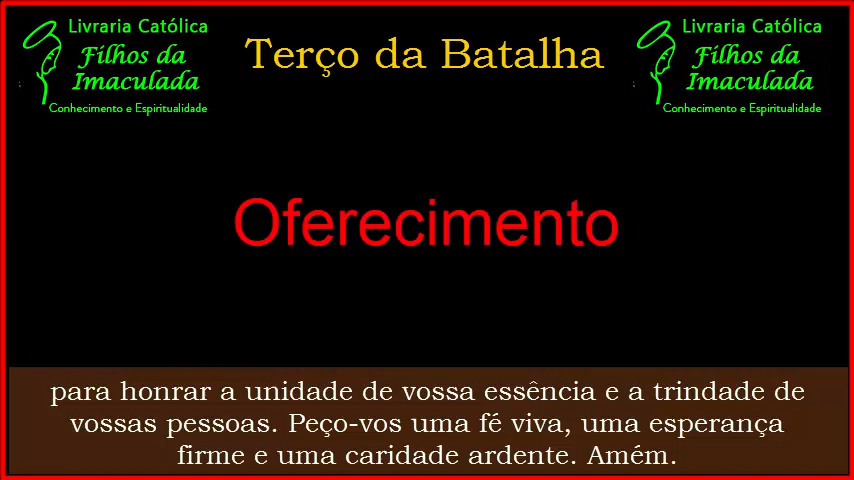 Livraria Católica
Filhos da
Imaculada
Conhecimento e Espiritualidade
Terço da Batalha
Livraria Católica
Filhos da
Imaculada
Conhecimento e Espiritualidade
Oferecimento
para honrar a unidade de vossa essência e a trindade de
vossas pessoas. Peço-vos uma fé viva, uma esperança
firme e uma caridade ardente. Amém.